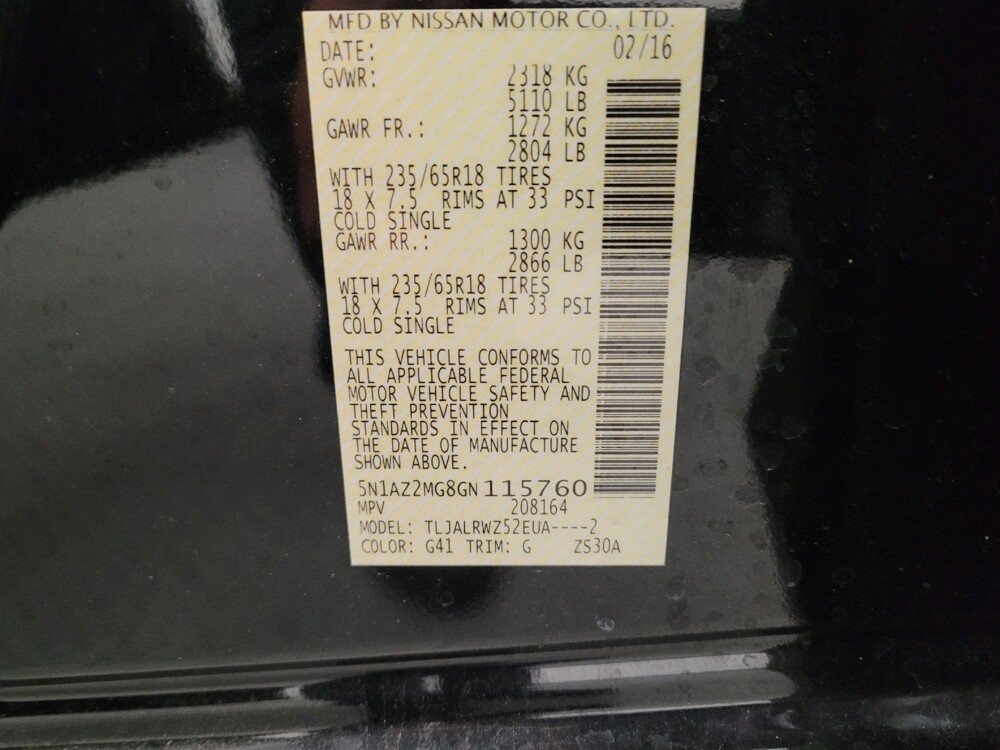 MFD BY NISSAN MOTOR CO., LTD.
DATE: 02/16
GVWR: 2318 KG
5110 LB
GAWR FR.: 1272 KG
2804 LB
WITH 235/65R18 TIRES
18 X 7.5 RIMS AT 33 PSI
COLD SINGLE
GAWR RR.: 1300 KG
2866 LB
WITH 235/65R18 TIRES
18 X 7.5 RIMS AT 33 PSI
COLD SINGLE
THIS VEHICLE CONFORMS TO
ALL APPLICABLE FEDERAL
MOTOR VEHICLE SAFETY AND
THEFT PREVENTION
STANDARDS IN EFFECT ON
THE DATE OF MANUFACTURE
SHOWN ABOVE.
5N1AZ2MG8GN115760
MPV 208164
MODEL: TLJALRWZ52EUA----2
COLOR: G41 TRIM: G ZS30A